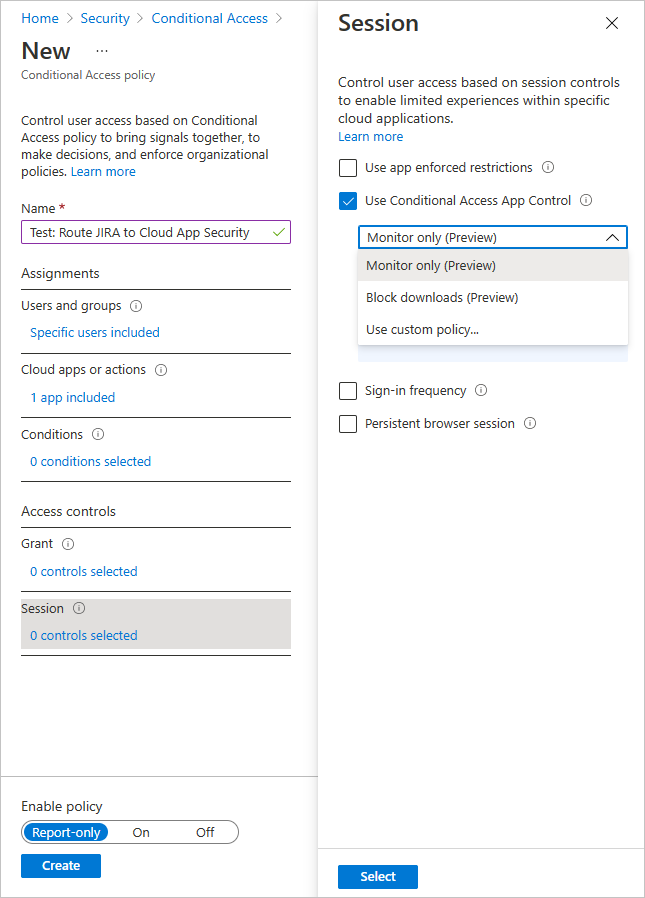 Home > Security > Conditional Access >
New ...
Conditional Access policy
Control user access based on Conditional
Access policy to bring signals together, to
make decisions, and enforce organizational
policies. Learn more
Name *
Test: Route JIRA to Cloud App Security
Assignments
Users and groups
Specific users included
Cloud apps or actions
1 app included
Conditions
0 conditions selected
Access controls
Grant
0 controls selected
Session
0 controls selected
Enable policy
Report-only On Off
Create
Session
Control user access based on session controls
to enable limited experiences within specific
cloud applications.
Learn more
Use app enforced restrictions
Use Conditional Access App Control
Monitor only (Preview)
Monitor only (Preview)
Block downloads (Preview)
Use custom policy...
Sign-in frequency
Persistent browser session
Select